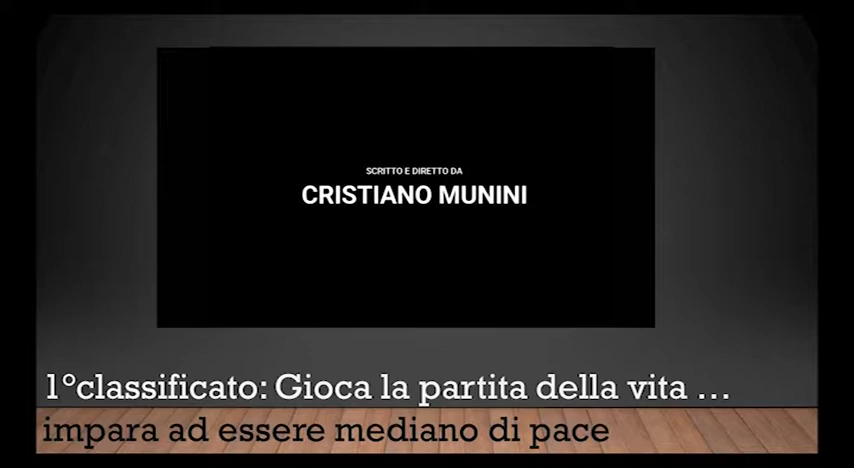 SCRITTO E DIRETTO DA
CRISTIANO MUNINI
1°classificato: Gioca la partita della vita ...
impara ad essere mediano di pace